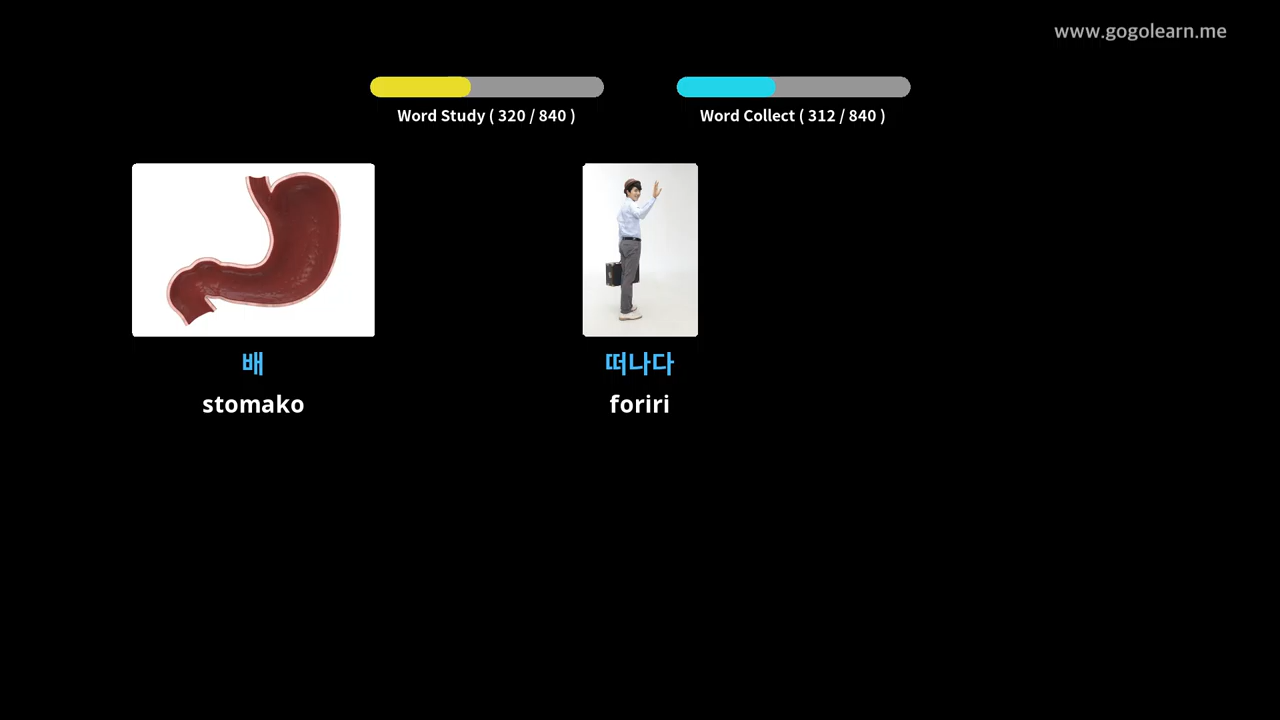 www.gogolearn.me
Word Study ( 320 / 840 )
Word Collect ( 312 / 840 )
배
stomako
떠나다
foriri